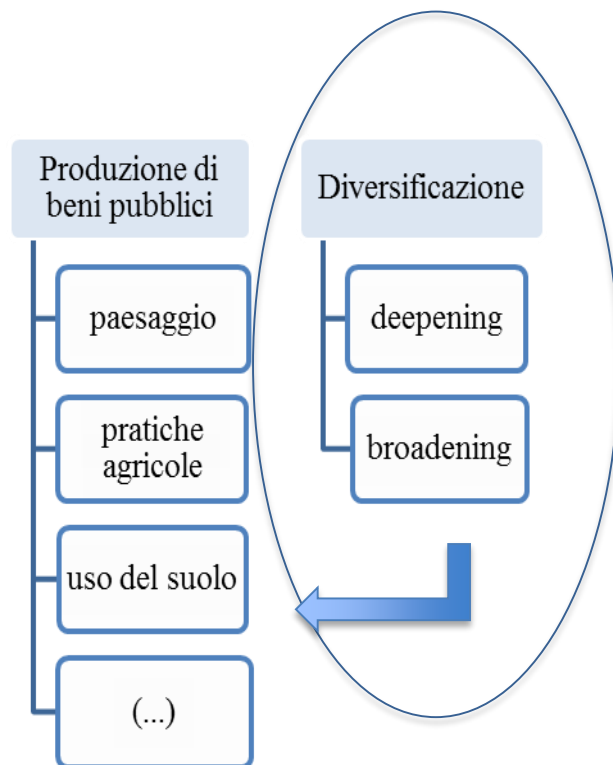 Produzione di
beni pubblici
paesaggio
pratiche
agricole
uso del suolo
(...)
Diversificazione
deepening
broadening